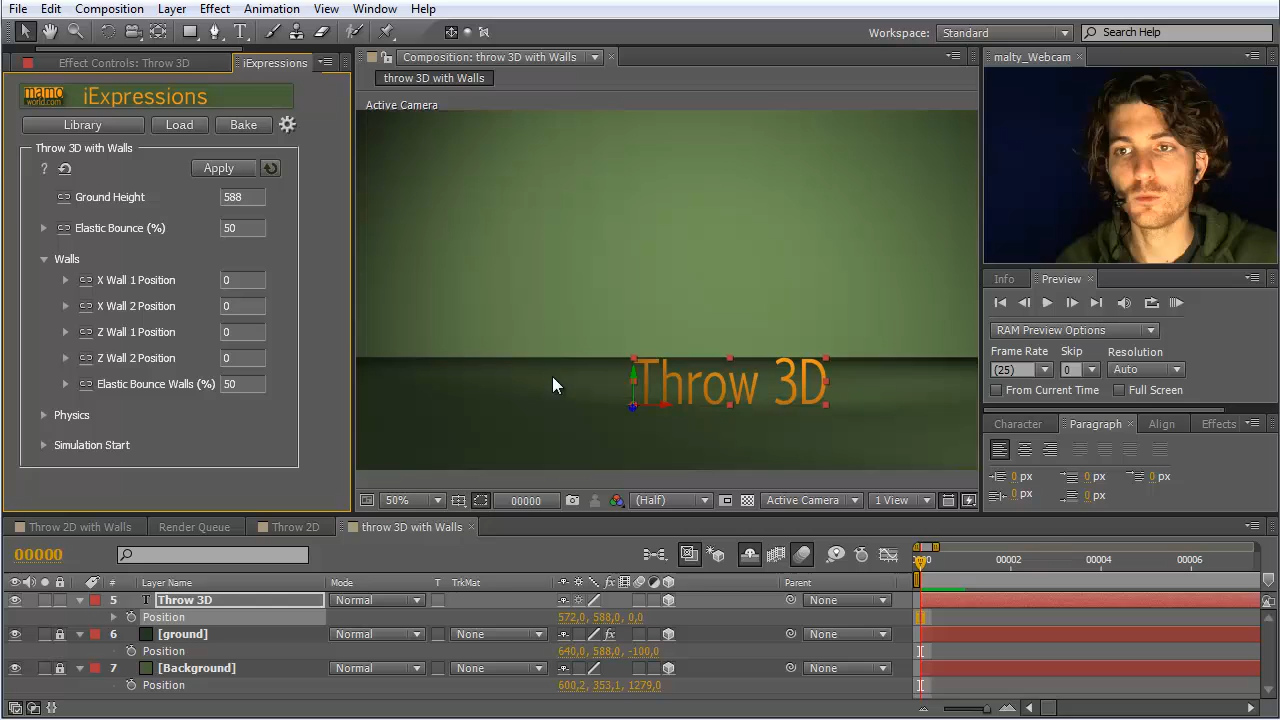 File Edit Composition Layer Effect Animation View Window Help
Workspace: Standard Search Help
Effect Controls: Throw 3D iExpressions Composition: throw 3D with Walls malty_Webcam
throw 3D with Walls
mamo world.com iExpressions
Active Camera
Library Load Bake
Throw 3D with Walls
? Apply
Ground Height 588
Elastic Bounce (%) 50
Walls
X Wall 1 Position 0
X Wall 2 Position 0
Z Wall 1 Position 0
Z Wall 2 Position 0
Elastic Bounce Walls (%) 50
Physics
Simulation Start
Throw 3D
Info Preview
RAM Preview Options
Frame Rate Skip Resolution
(25) 0 Auto
From Current Time Full Screen
Character Paragraph Align Effects
0 px 0 px 0 px
0 px 0 px
50% 00000 (Half) Active Camera 1 View
Throw 2D with Walls Render Queue Throw 2D throw 3D with Walls
00000
00002 00004 00006
# Layer Name Mode T TrkMat Parent
5 T Throw 3D Normal None
Position 572,0, 588,0, 0,0
6 [ground] Normal None fx None
Position 640,0, 588,0, -100,0
7 [Background] Normal None None
Position 600,2, 353,1, 1279,0